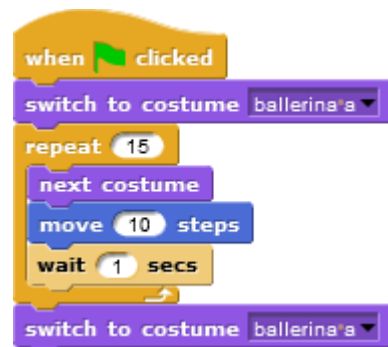 when clicked
switch to costume ballerina a
repeat 15
next costume
move 10 steps
wait 1 secs
switch to costume ballerina a